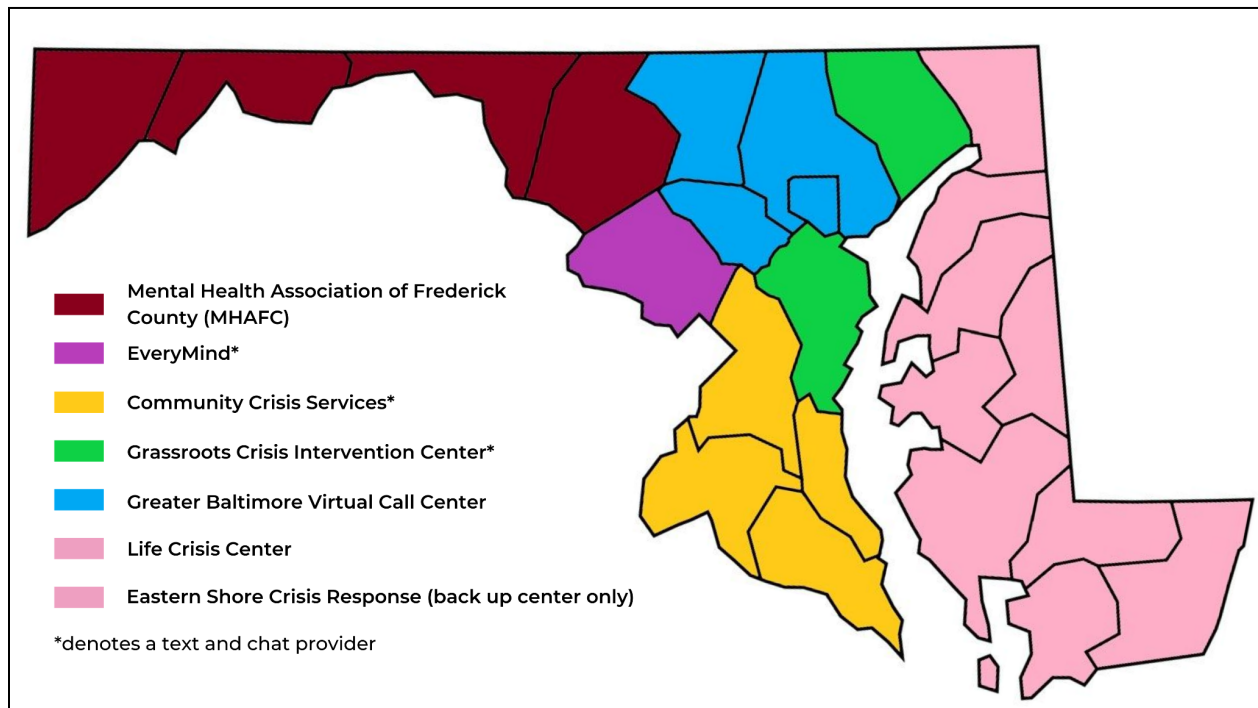 Mental Health Association of Frederick
County (MHAFC)
EveryMind*
Community Crisis Services*
Grassroots Crisis Intervention Center*
Greater Baltimore Virtual Call Center
Life Crisis Center
Eastern Shore Crisis Response (back up center only)
*denotes a text and chat provider